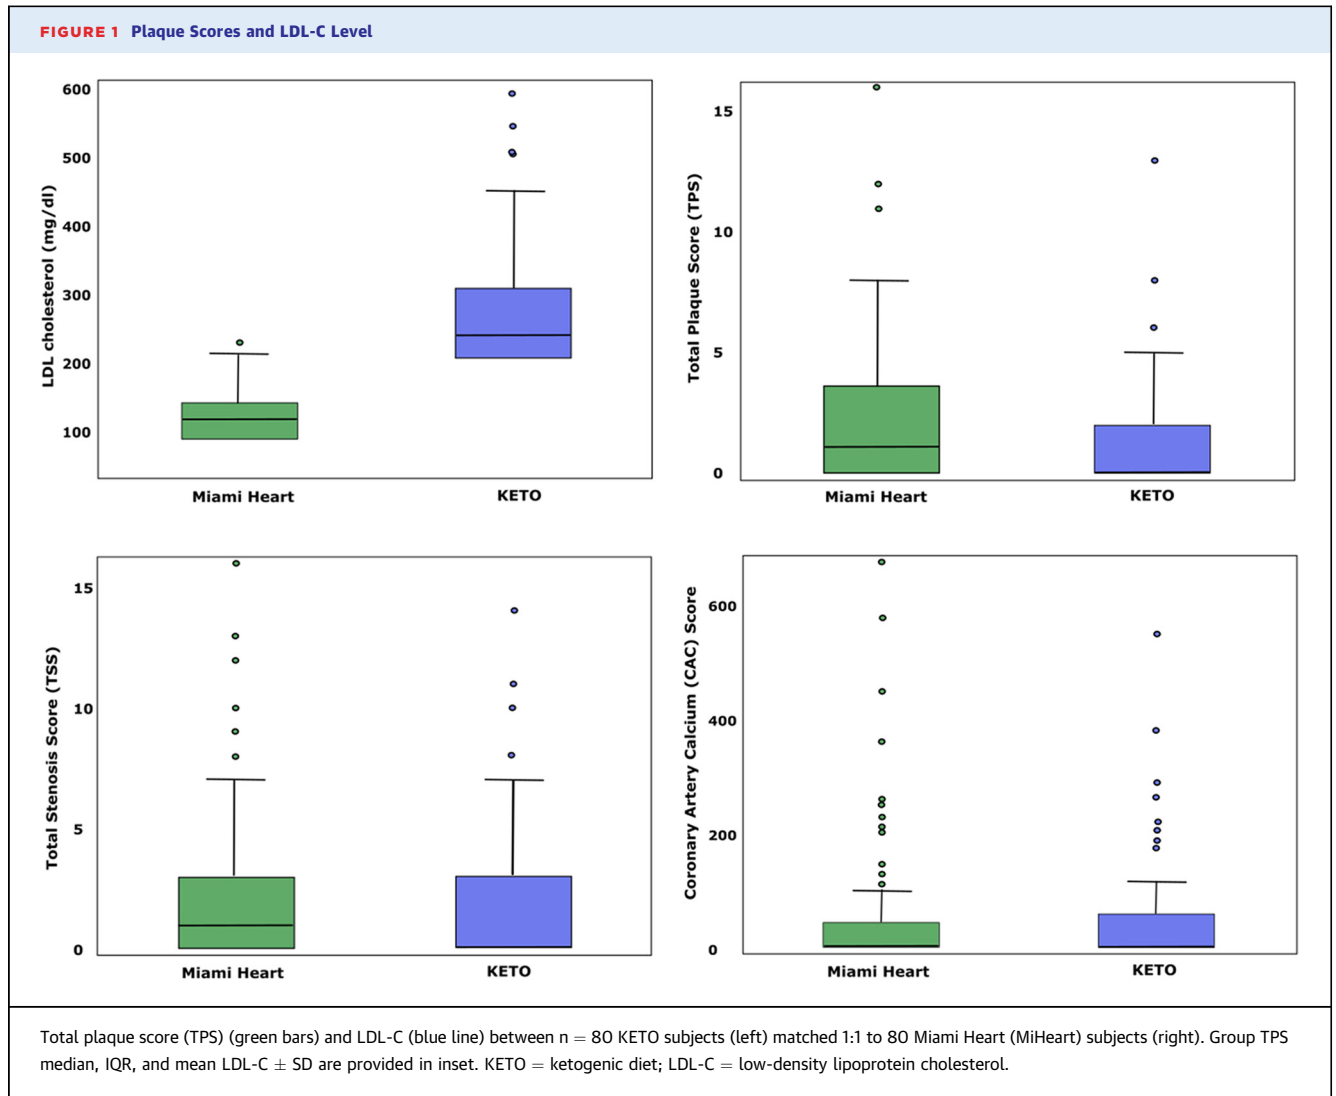 FIGURE 1 Plaque Scores and LDL-C Level
LDL cholesterol (mg/dl)
600
500
400
300
200
100
Miami Heart
KETO
Total Plaque Score (TPS)
15
10
5
0
Miami Heart
KETO
Total Stenosis Score (TSS)
15
10
5
0
Miami Heart
KETO
Coronary Artery Calcium (CAC) Score
600
400
200
0
Miami Heart
KETO
Total plaque score (TPS) (green bars) and LDL-C (blue line) between n = 80 KETO subjects (left) matched 1:1 to 80 Miami Heart (MiHeart) subjects (right). Group TPS
median, IQR, and mean LDL-C ± SD are provided in inset. KETO = ketogenic diet; LDL-C = low-density lipoprotein cholesterol.